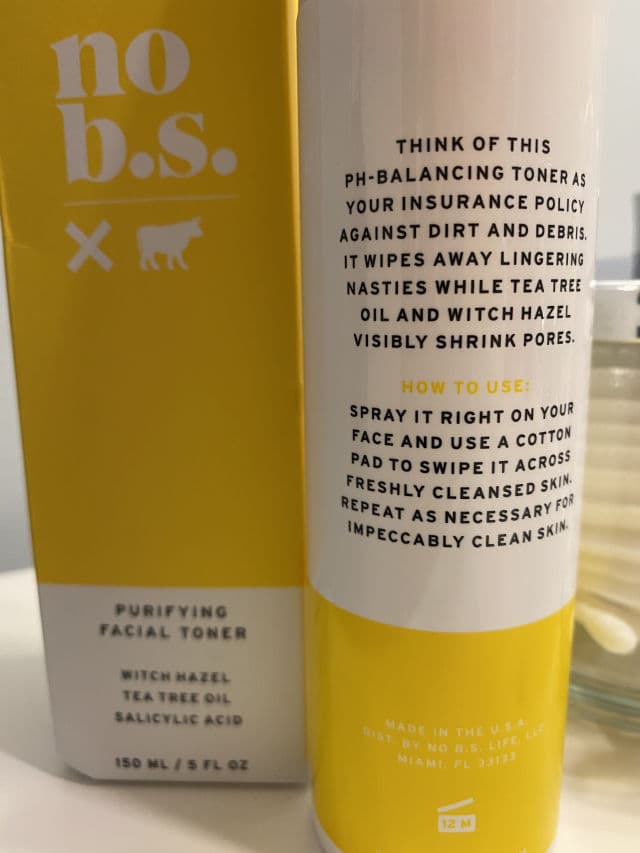 no
b.s.
PURIFYING
FACIAL TONER
WITCH HAZEL
TEA TREE OIL
SALICYLIC ACID
150 ML / 5 FL OZ
THINK OF THIS
PH-BALANCING TONER AS
YOUR INSURANCE POLICY
AGAINST DIRT AND DEBRIS.
IT WIPES AWAY LINGERING
NASTIES WHILE TEA TREE
OIL AND WITCH HAZEL
VISIBLY SHRINK PORES.
HOW TO USE:
SPRAY IT RIGHT ON YOUR
FACE AND USE A COTTON
PAD TO SWIPE IT ACROSS
FRESHLY CLEANSED SKIN.
REPEAT AS NECESSARY FOR
IMPECCABLY CLEAN SKIN.
MADE IN THE U.S.A.
DIST. BY NO B.S. LIFE, LLC
MIAMI, FL 33133
12 M